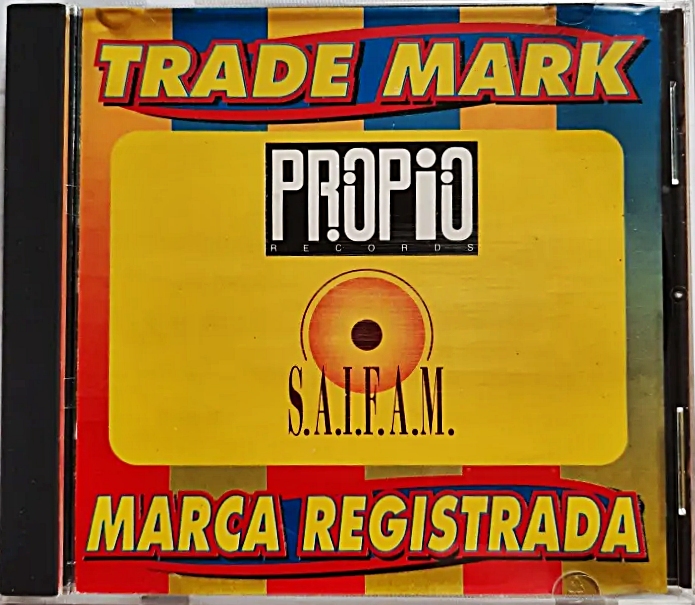 TRADE MARK
PROPIO
RECORDS
S.A.I.F.A.M.
MARCA REGISTRADA